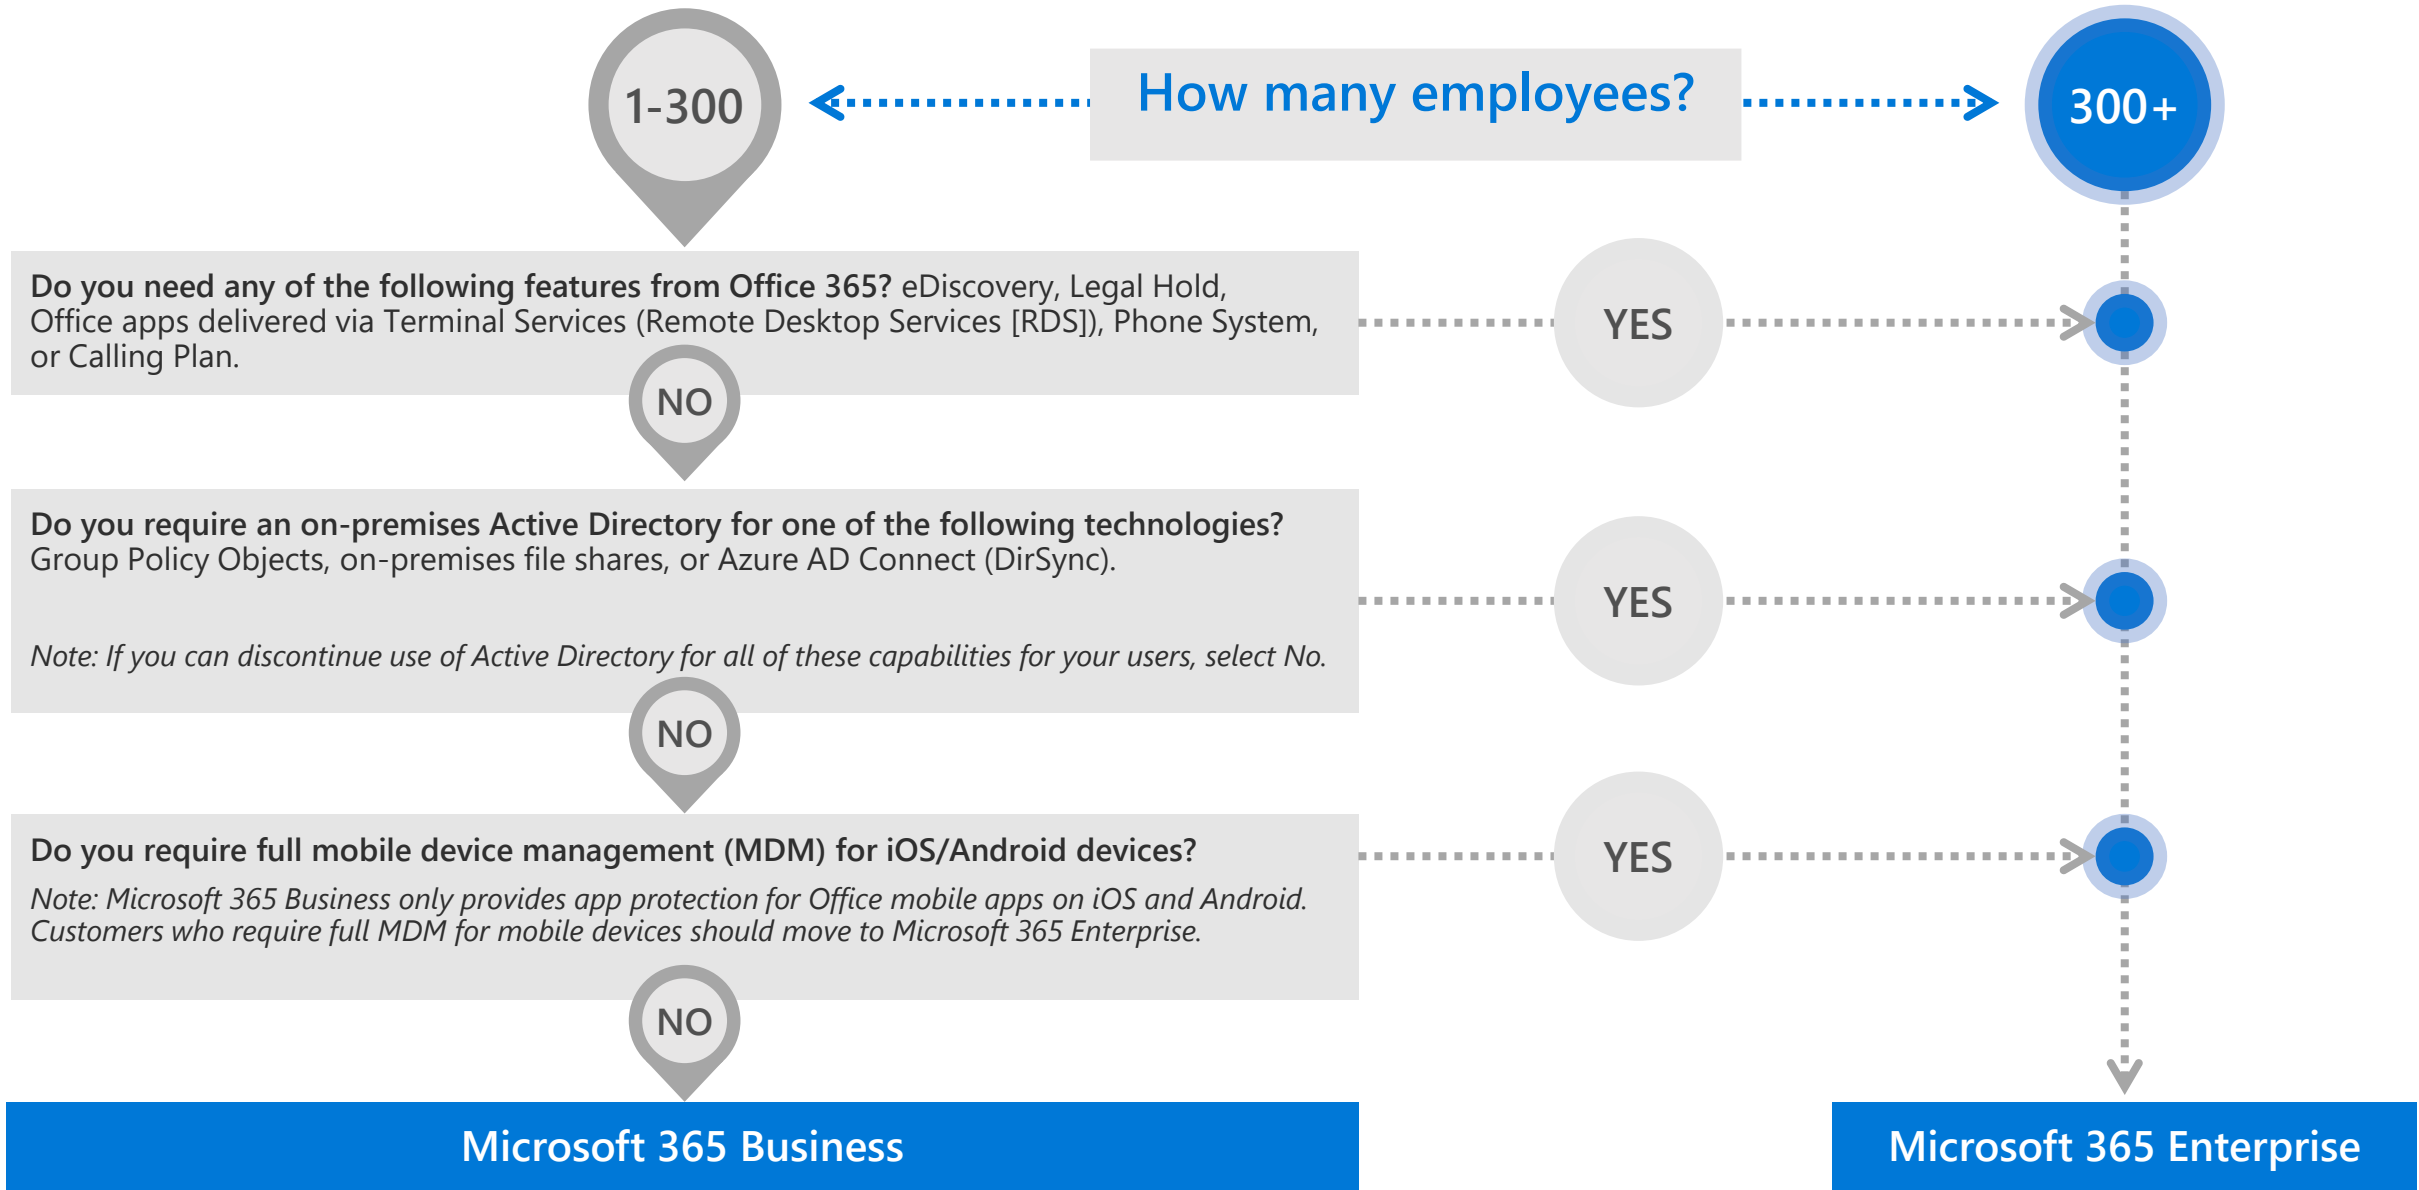 1-300
How many employees?
300+
Do you need any of the following features from Office 365? eDiscovery, Legal Hold,
Office apps delivered via Terminal Services (Remote Desktop Services [RDS]), Phone System,
or Calling Plan.
YES
NO
Do you require an on-premises Active Directory for one of the following technologies?
Group Policy Objects, on-premises file shares, or Azure AD Connect (DirSync).
YES
Note: If you can discontinue use of Active Directory for all of these capabilities for your users, select No.
NO
Do you require full mobile device management (MDM) for iOS/Android devices?
YES
Note: Microsoft 365 Business only provides app protection for Office mobile apps on iOS and Android.
Customers who require full MDM for mobile devices should move to Microsoft 365 Enterprise.
NO
Microsoft 365 Business
Microsoft 365 Enterprise